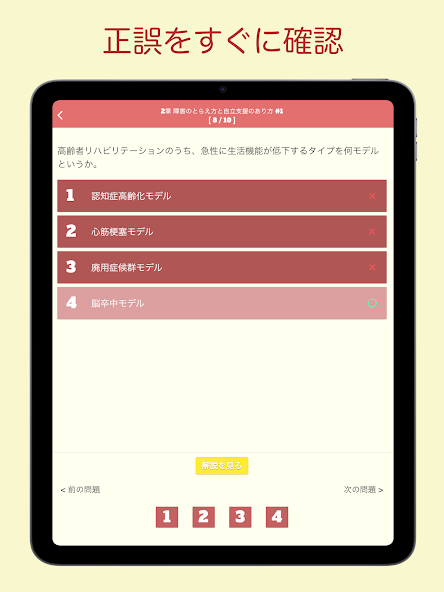 正誤をすぐに確認
2章 障害のとらえ方と自立支援のあり方 #1
[ 8 / 10 ]
高齢者リハビリテーションのうち、急性に生活機能が低下するタイプを何モデル
というか。
1 認知症高齢化モデル
2 心筋梗塞モデル
3 廃用症候群モデル
4 脳卒中モデル
解説を見る
< 前の問題
次の問題 >
1 2 3 4